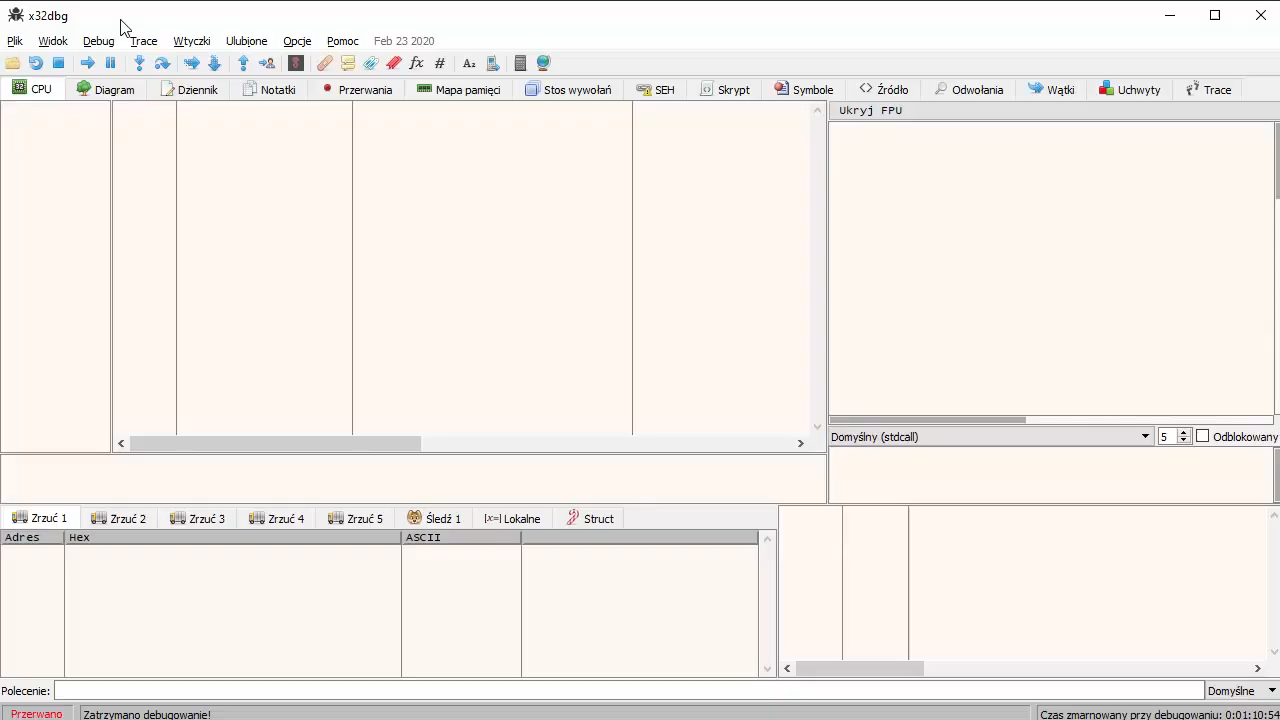 x32dbg
Plik Widok Debug Trace Wtyczki Ulubione Opcje Pomoc Feb 23 2020
CPU Diagram Dziennik Notatki Przerwania Mapa pamięci Stos wywołań SEH Skrypt Symbole Źródło Odwołania Wątki Uchwyty Trace
Ukryj FPU
Domyślny (stdcall) 5 Odblokowany
Zrzuć 1 Zrzuć 2 Zrzuć 3 Zrzuć 4 Zrzuć 5 Śledź 1 [x=] Lokalne Struct
Adres Hex ASCII
Polecenie: Domyślne
Przerwano Zatrzymano debugowanie! Czas zmarnowany przy debugowaniu: 0:01:10:54